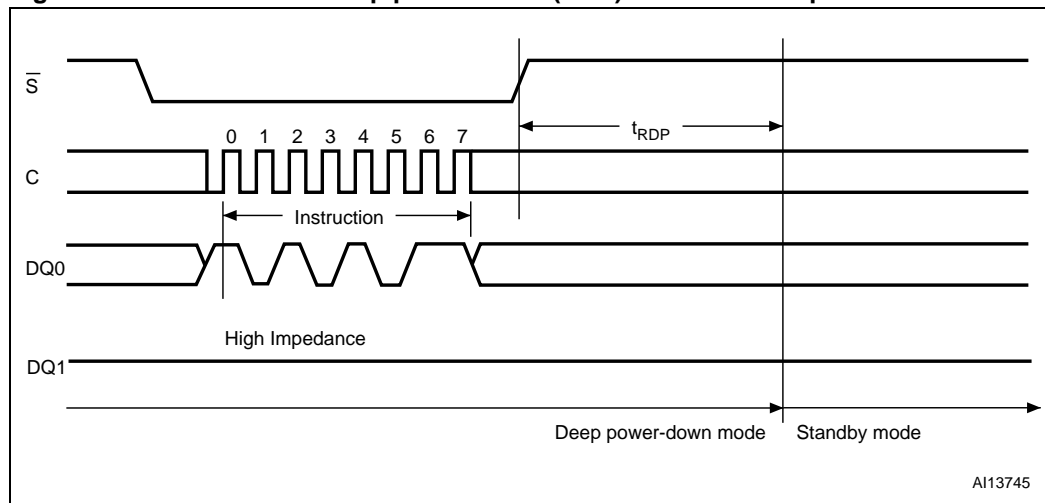 S̅
tRDP
0 1 2 3 4 5 6 7
C
Instruction
DQ0
High Impedance
DQ1
Deep power-down mode Standby mode
AI13745